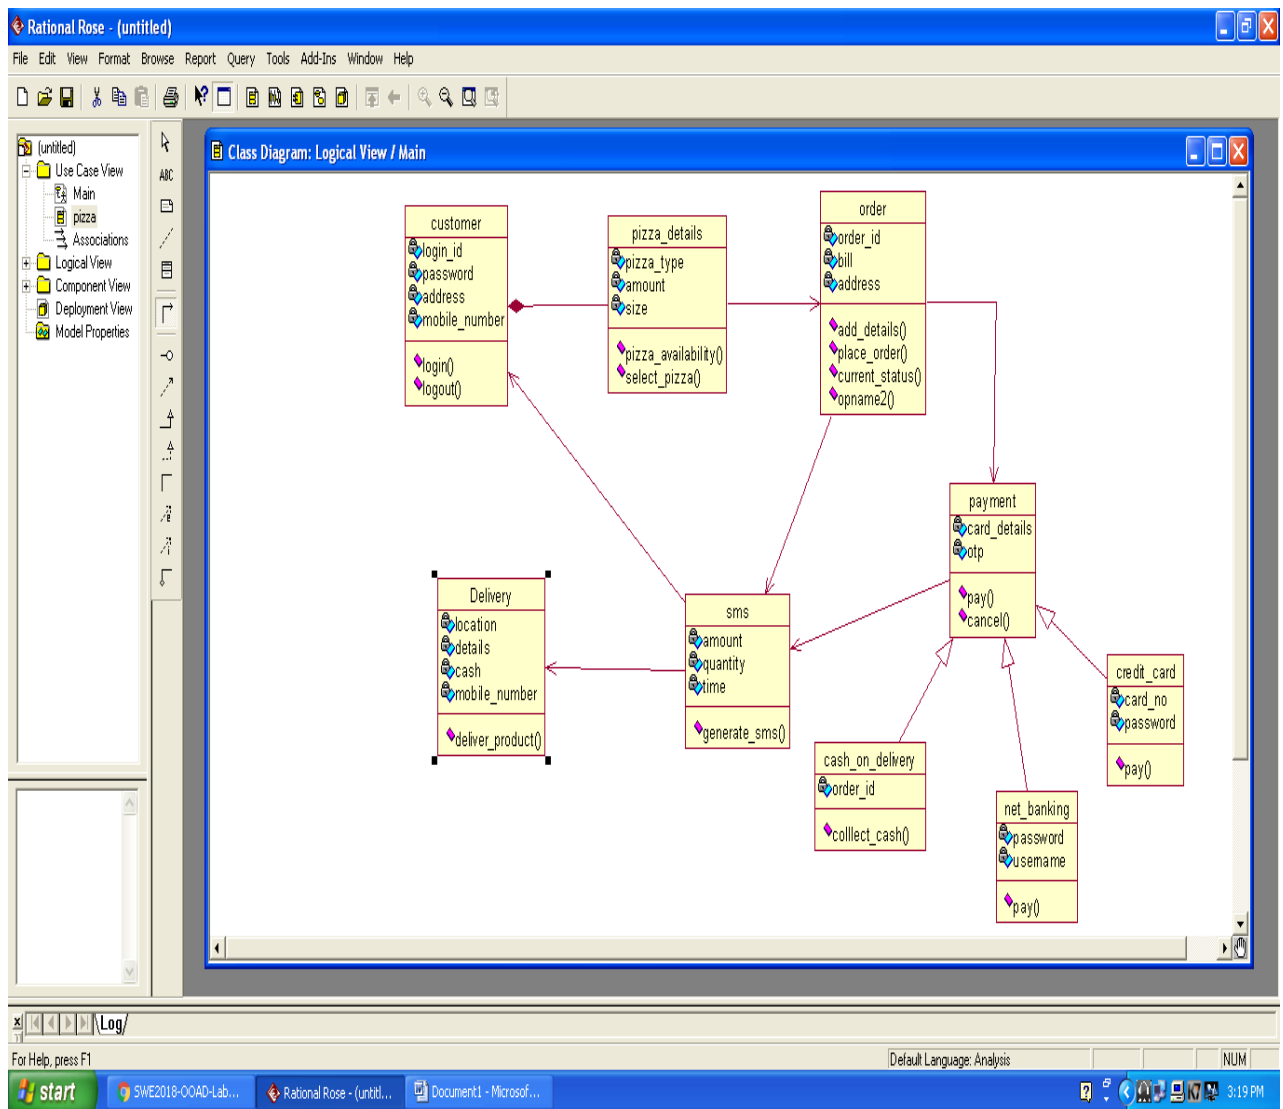 Rational Rose - (untitled)
File Edit View Format Browse Report Query Tools Add-Ins Window Help
(untitled)
Use Case View
Main
pizza
Associations
Logical View
Component View
Deployment View
Model Properties
ABC
Class Diagram: Logical View / Main
customer
login_id
password
address
mobile_number
login()
logout()
pizza_details
pizza_type
amount
size
pizza_availability()
select_pizza()
order
order_id
bill
address
add_details()
place_order()
current_status()
opname2()
payment
card_details
otp
pay()
cancel()
Delivery
location
details
cash
mobile_number
deliver_product()
sms
amount
quantity
time
generate_sms()
credit_card
card_no
password
pay()
cash_on_delivery
order_id
colllect_cash()
net_banking
password
username
pay()
Log
For Help, press F1
Default Language: Analysis
NUM
start
SWE2018-OOAD-Lab...
Rational Rose - (untitl...
Document1 - Microsof...
3:19 PM